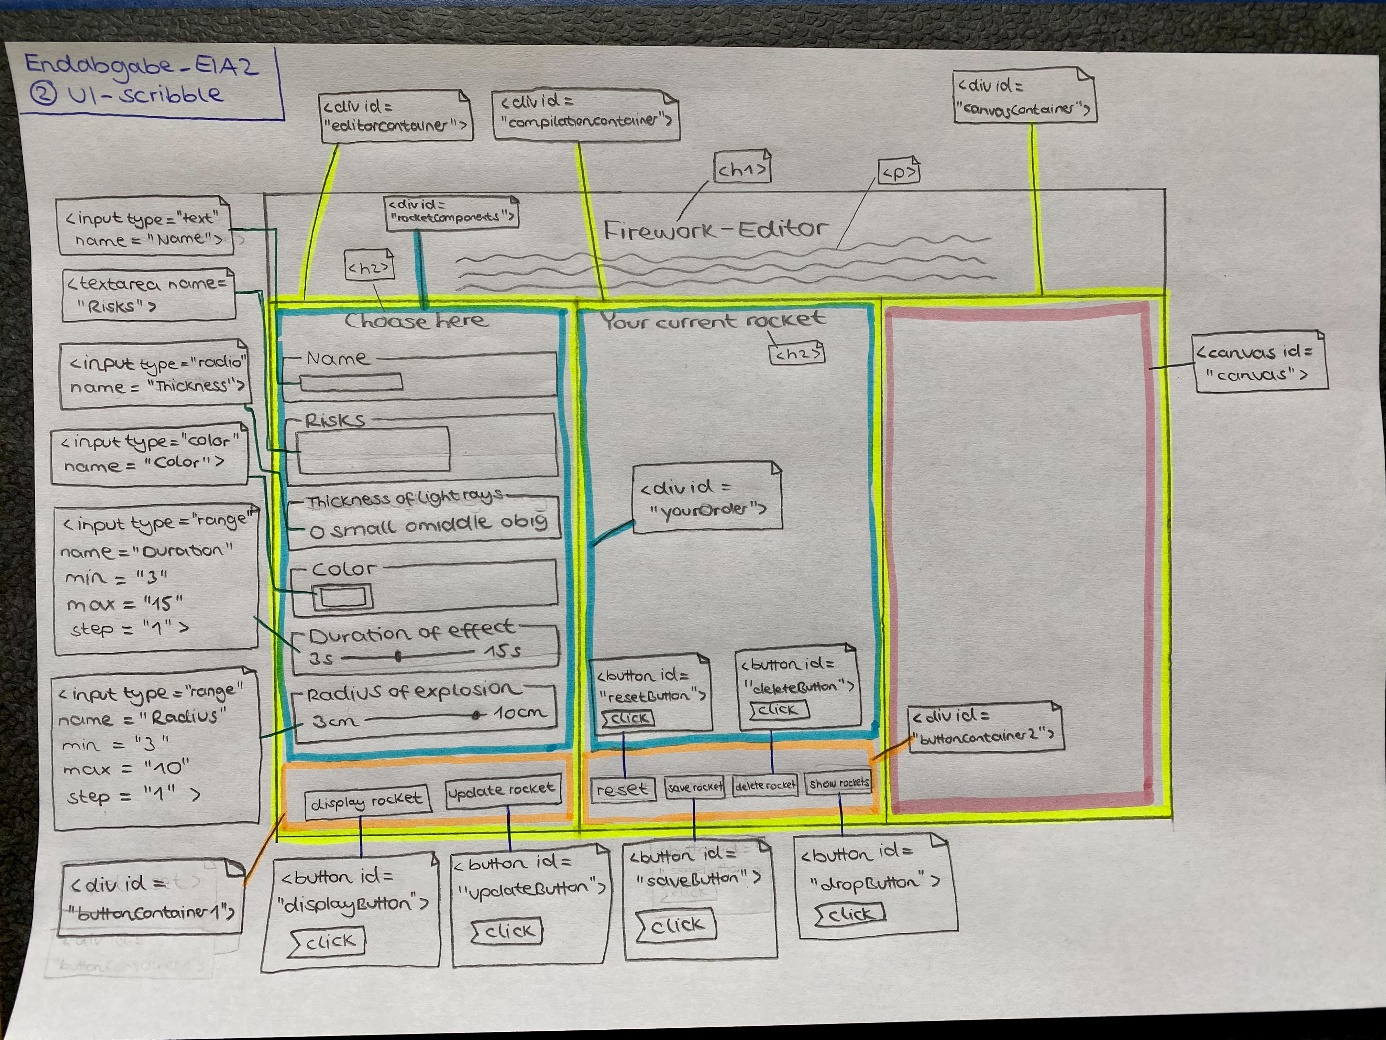 Endabgabe-EIA2
② UI-scribble
<div id=
"editorcontainer">
<div id=
"compilationcontainer">
<div id=
"canvasContainer">
<h1>
<p>
<input type="text"
name="Name">
<div id=
"rocketComponents">
Firework-Editor
<h2>
<textarea name=
"Risks">
Choose here
Your current rocket
<h2>
<canvas id=
"canvas">
<input type="radio"
name="Thickness">
Name
Risks
<input type="color"
name="Color">
Thickness of light rays
o small o middle o big
<div id=
"yourOrder">
<input type="range"
name="Duration"
min="3"
max="15"
step="1">
Color
Duration of effect
3s 15s
<input type="range"
name="Radius"
min="3
max="10"
step="1">
Radius of explosion
3cm 10cm
<button id=
"resetButton">
click
<button id=
"deleteButton">
click
<div id=
"buttonContainer2">
display rocket
update rocket
reset
save rocket
delete rocket
show rockets
<div id=
"buttonContainer1">
<button id=
"displayButton">
click
<button id=
"updateButton">
click
<button id=
"saveButton">
click
<button id=
"dropButton">
click